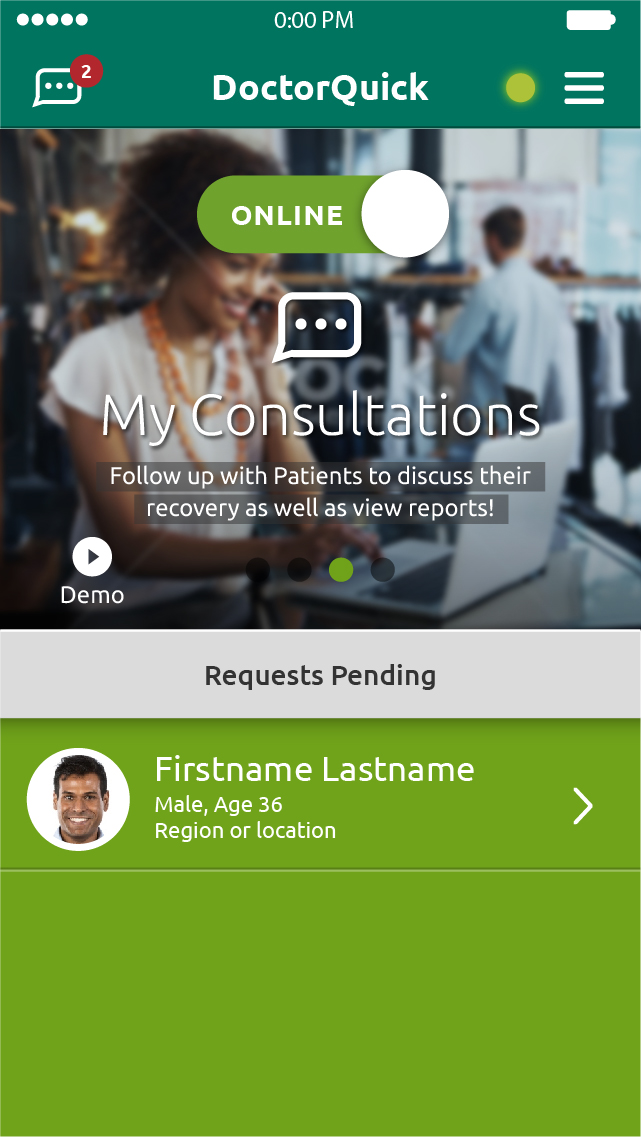 0:00 PM
2
DoctorQuick
ONLINE
My Consultations
Follow up with Patients to discuss their
recovery as well as view reports!
Demo
Requests Pending
Firstname Lastname
Male, Age 36
Region or location